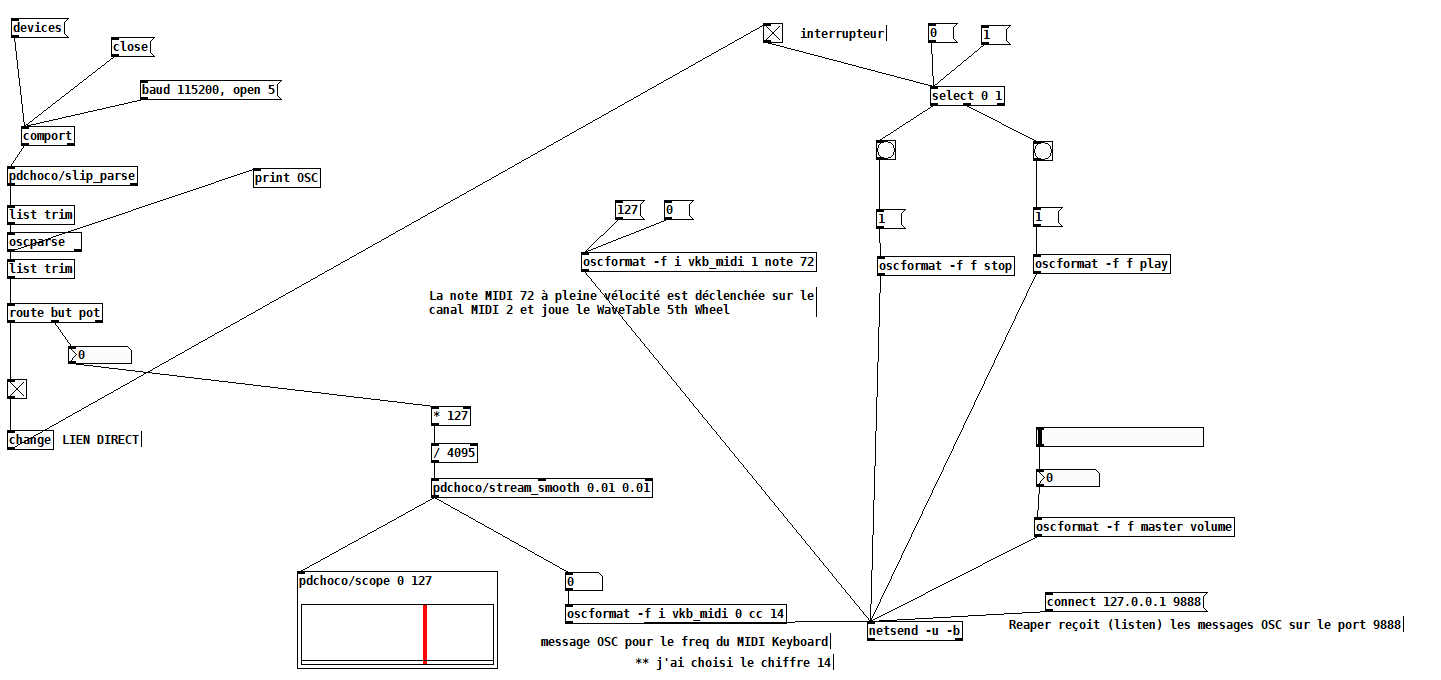 devices
close
baud 115200, open 5
comport
pdchoco/slip_parse
print OSC
list trim
oscparse
list trim
route but pot
0
change
LIEN DIRECT
interrupteur
0
1
select 0 1
127
0
oscformat -f i vkb_midi 1 note 72
La note MIDI 72 à pleine vélocité est déclenchée sur le
canal MIDI 2 et joue le WaveTable 5th Wheel
1
1
oscformat -f f stop
oscformat -f f play
* 127
/ 4095
pdchoco/stream_smooth 0.01 0.01
pdchoco/scope 0 127
0
oscformat -f i vkb_midi 0 cc 14
message OSC pour le freq du MIDI Keyboard
** j'ai choisi le chiffre 14
0
oscformat -f f master volume
connect 127.0.0.1 9888
Reaper reçoit (listen) les messages OSC sur le port 9888
netsend -u -b